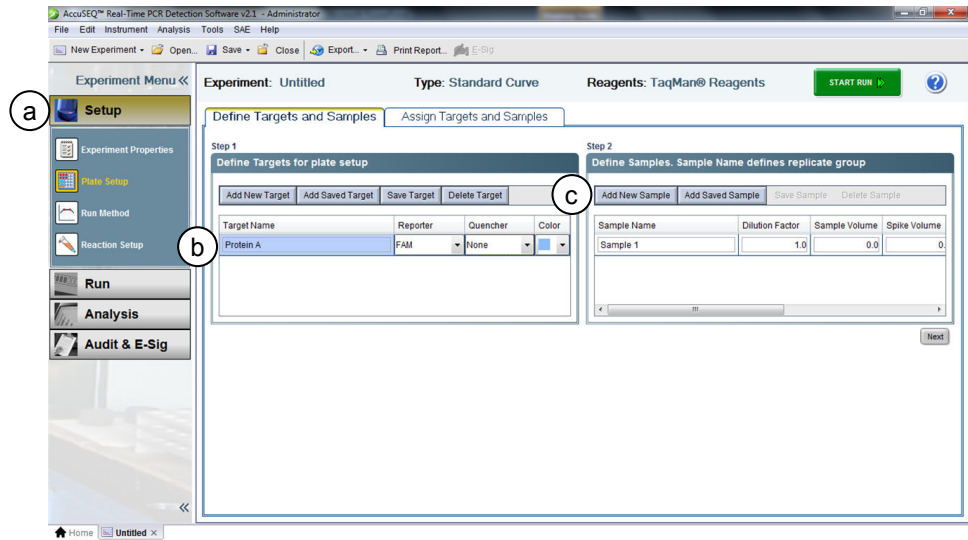 AccuSEQ™ Real-Time PCR Detection Software v2.1 - Administrator
File Edit Instrument Analysis Tools SAE Help
New Experiment Open... Save Close Export... Print Report... E-Sig
Experiment Menu «
Experiment: Untitled Type: Standard Curve Reagents: TaqMan® Reagents START RUN ?
a Setup
Define Targets and Samples Assign Targets and Samples
Experiment Properties
Plate Setup
Run Method
Reaction Setup
Run
Analysis
Audit & E-Sig
«
Step 1
Define Targets for plate setup
Add New Target Add Saved Target Save Target Delete Target
Target Name Reporter Quencher Color
b Protein A FAM None
Step 2
Define Samples. Sample Name defines replicate group
c Add New Sample Add Saved Sample Save Sample Delete Sample
Sample Name Dilution Factor Sample Volume Spike Volume
Sample 1 1.0 0.0 0.
Next
Home Untitled ×